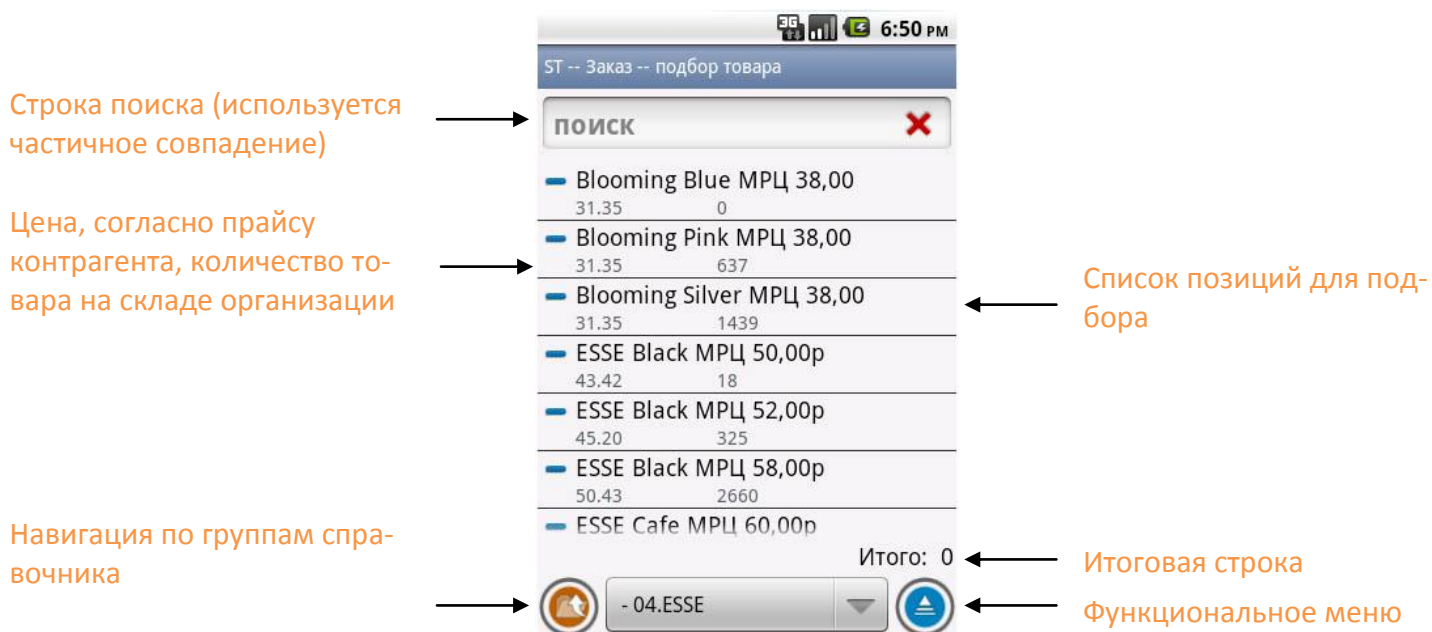 3G 6:50 PM
ST -- Заказ -- подбор товара
Строка поиска (используется
частичное совпадение)
поиск
Цена, согласно прайсу
контрагента, количество то-
вара на складе организации
Blooming Blue МРЦ 38,00
31.35 0
Blooming Pink МРЦ 38,00
31.35 637
Blooming Silver МРЦ 38,00
31.35 1439
ESSE Black МРЦ 50,00р
43.42 18
ESSE Black МРЦ 52,00р
45.20 325
ESSE Black МРЦ 58,00р
50.43 2660
ESSE Cafe МРЦ 60,00р
Список позиций для под-
бора
Навигация по группам спра-
вочника
Итого: 0
Итоговая строка
- 04.ESSE
Функциональное меню